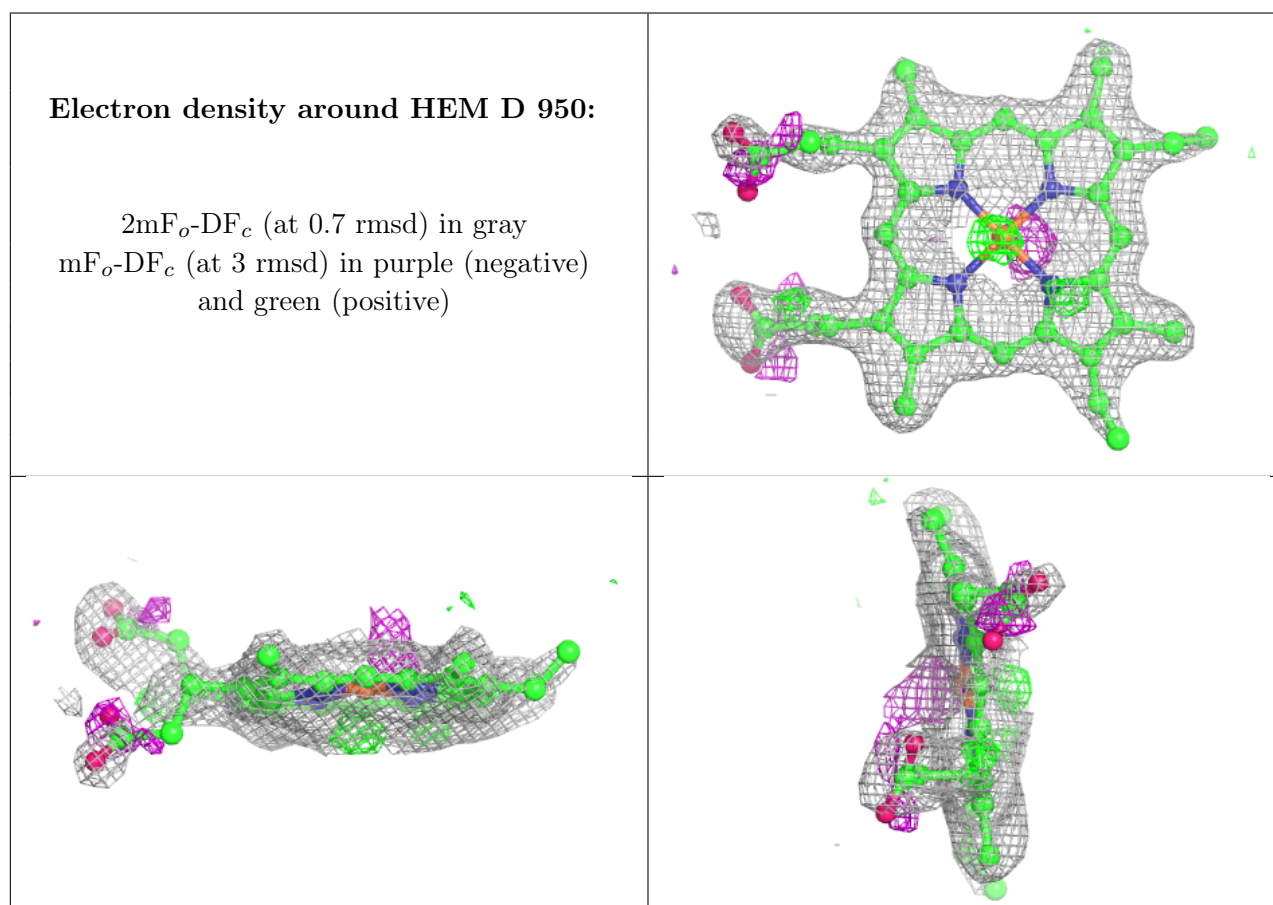 Electron density around HEM D 950:
2mFo-DFc (at 0.7 rmsd) in gray
mFo-DFc (at 3 rmsd) in purple (negative)
and green (positive)